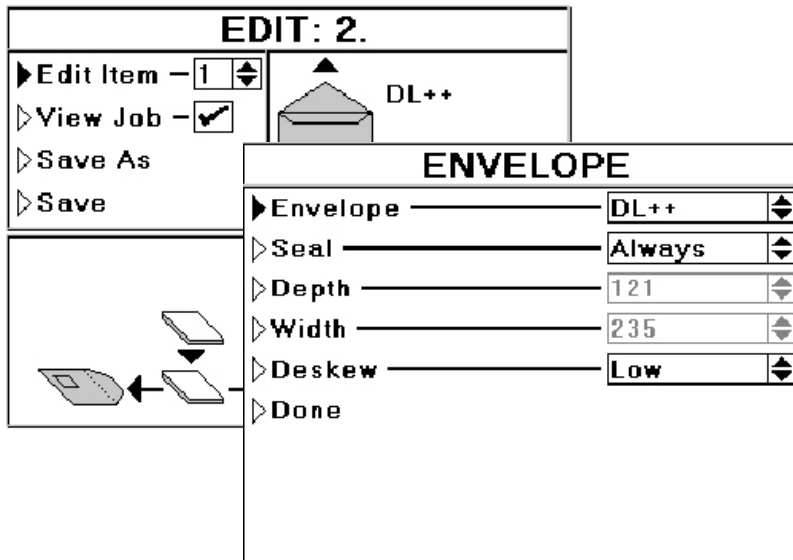 EDIT: 2.
Edit Item 1
DL++
View Job
Save As
Save
ENVELOPE
Envelope DL++
Seal Always
Depth 121
Width 235
Deskew Low
Done